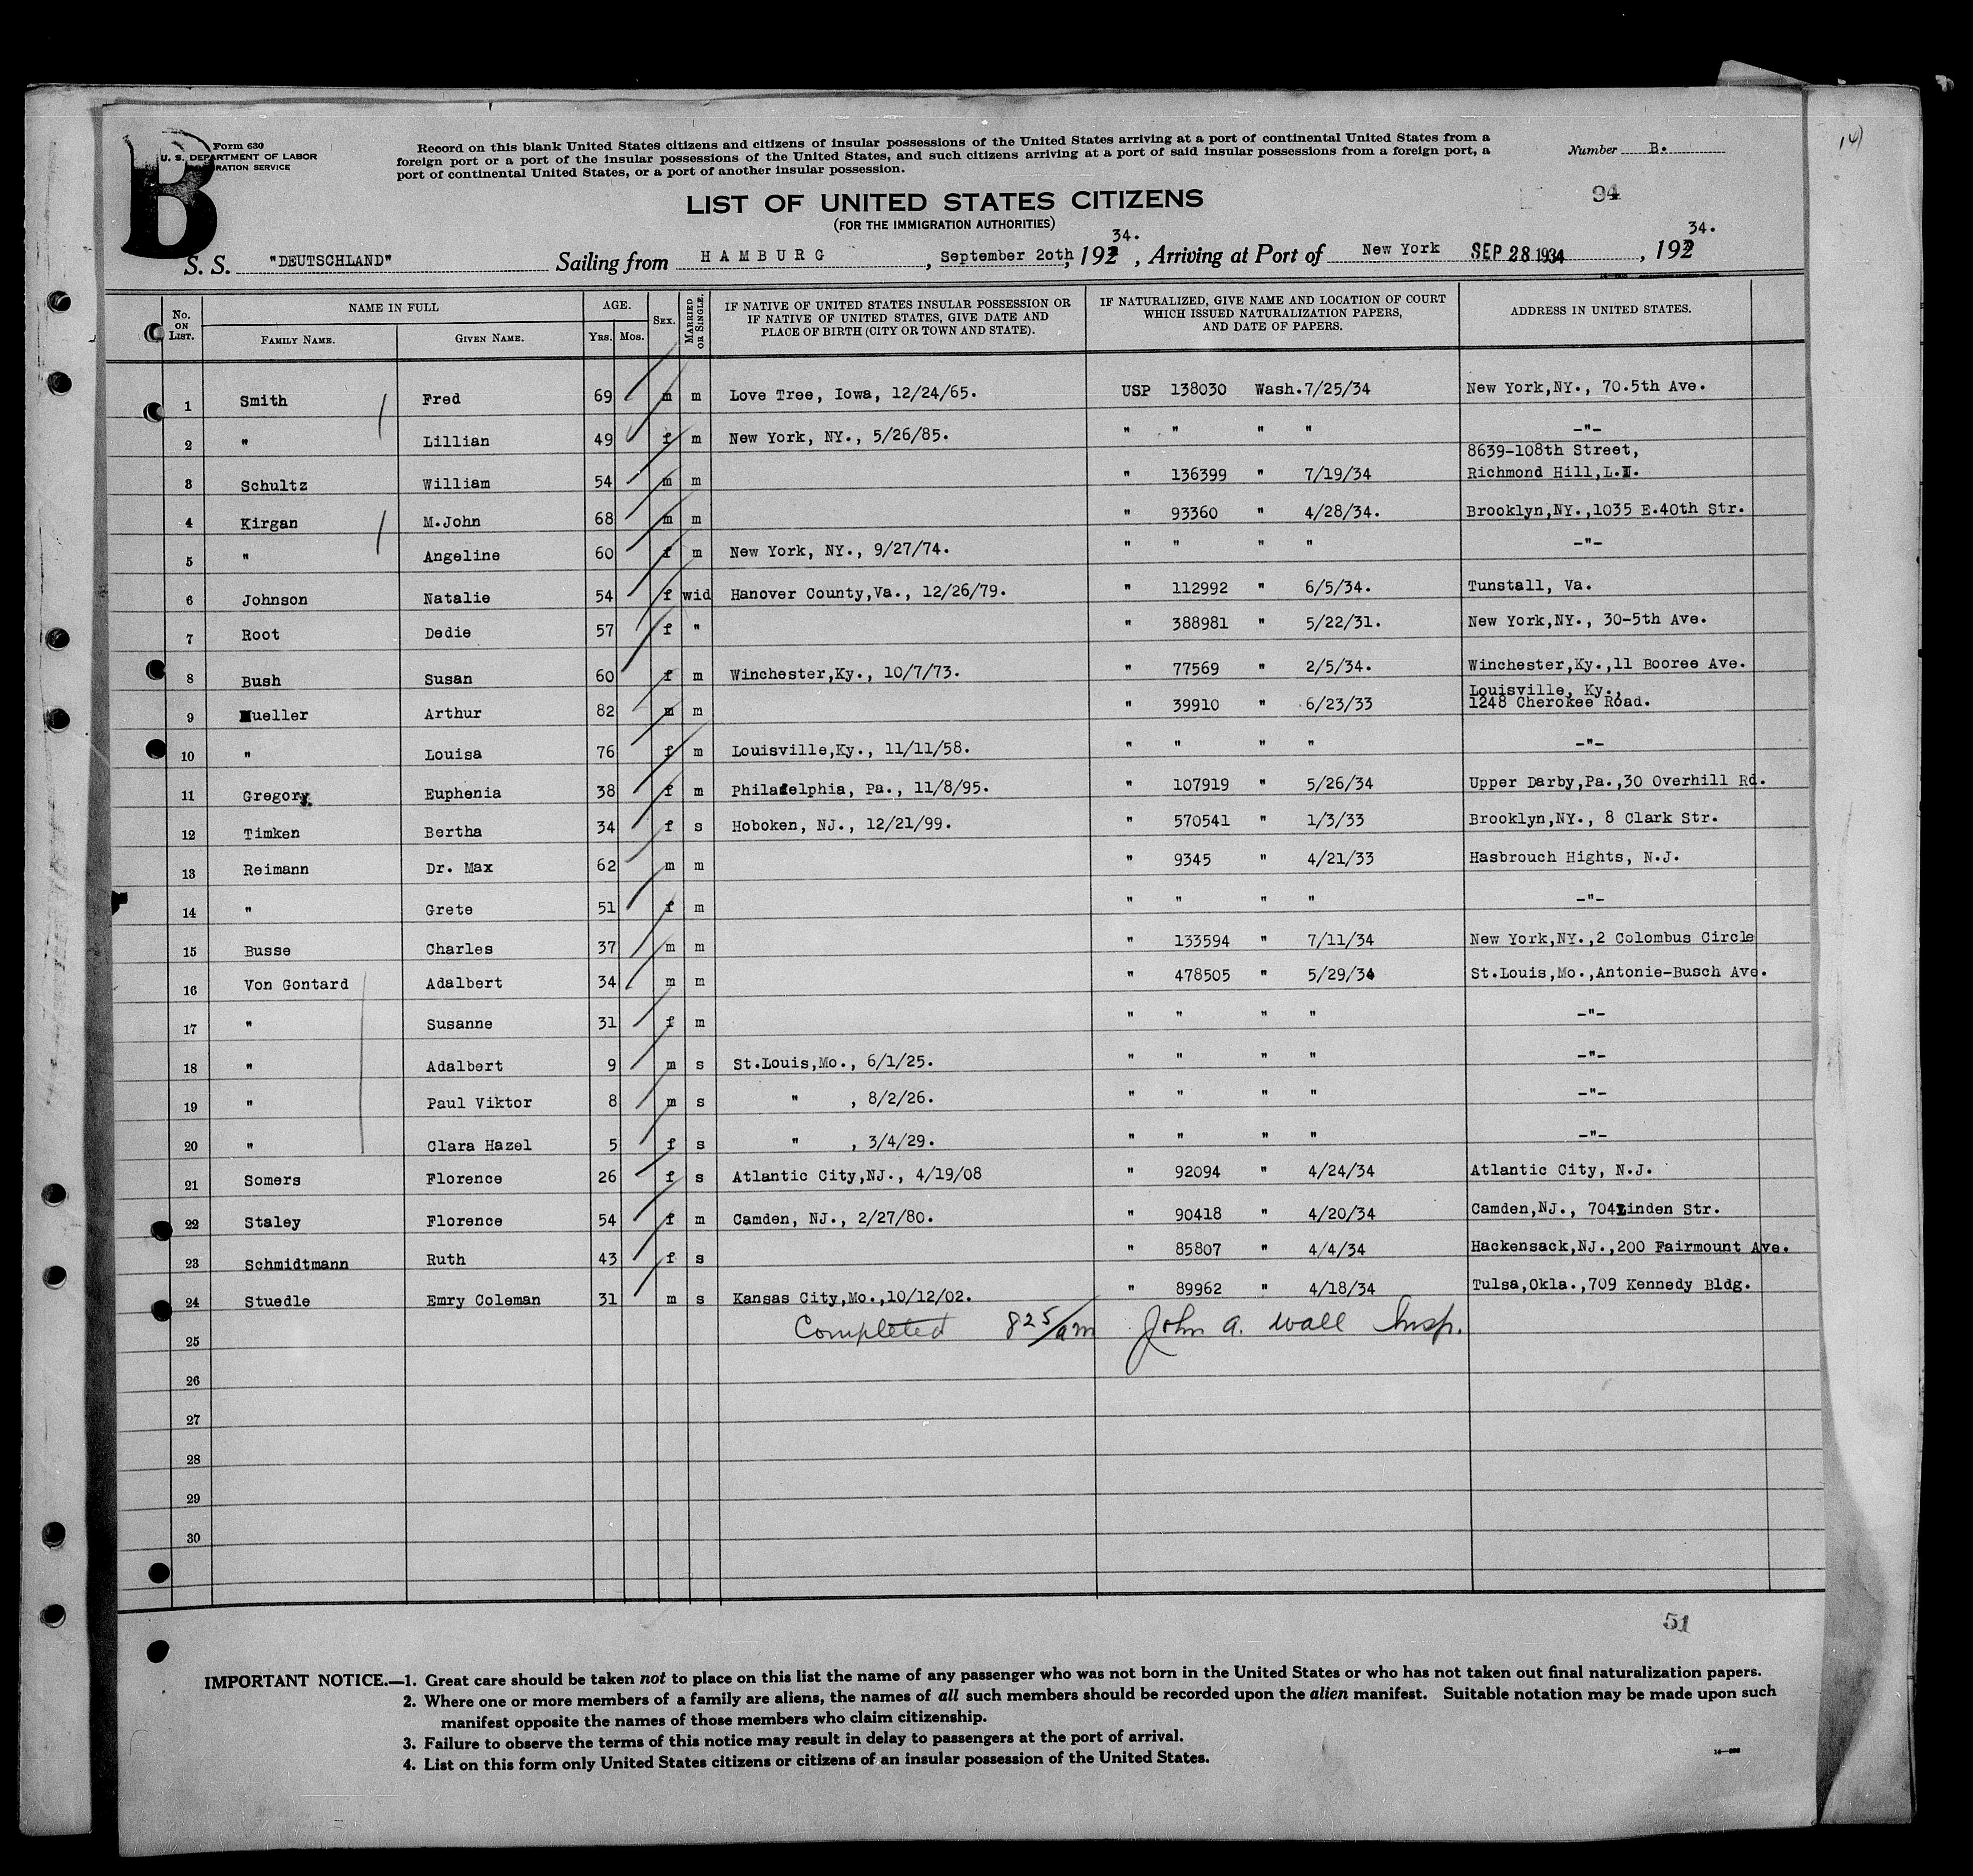 Form 630
U. S. DEPARTMENT OF LABOR
RATION SERVICE
B
Record on this blank United States citizens and citizens of insular possessions of the United States arriving at a port of continental United States from a
foreign port or a port of the insular possessions of the United States, and such citizens arriving at a port of said insular possessions from a foreign port, a
port of continental United States, or a port of another insular possession.
Number B.
94
LIST OF UNITED STATES CITIZENS
(FOR THE IMMIGRATION AUTHORITIES)
S. S. "DEUTSCHLAND" Sailing from HAMBURG, September 20th, 192 34. , Arriving at Port of New York SEP 28 1934, 192 34.
No. ON LIST. NAME IN FULL AGE. SEX. MARRIED OR SINGLE. IF NATIVE OF UNITED STATES INSULAR POSSESSION OR IF NATIVE OF UNITED STATES, GIVE DATE AND PLACE OF BIRTH (CITY OR TOWN AND STATE). IF NATURALIZED, GIVE NAME AND LOCATION OF COURT WHICH ISSUED NATURALIZATION PAPERS, AND DATE OF PAPERS. ADDRESS IN UNITED STATES.
FAMILY NAME. GIVEN NAME. YRS. MOS.
1 Smith Fred 69 m m Love Tree, Iowa, 12/24/65. USP 138030 Wash. 7/25/34 New York,NY., 70.5th Ave.
2 " Lillian 49 f m New York, NY., 5/26/85. " " " " -"-
8639-108th Street,
3 Schultz William 54 m m " 136399 " 7/19/34 Richmond Hill,L.I.
4 Kirgan M.John 68 m m " 93360 " 4/28/34. Brooklyn,NY.,1035 E.40th Str.
5 " Angeline 60 f m New York, NY., 9/27/74. " " " " -"-
6 Johnson Natalie 54 f wid Hanover County,Va., 12/26/79. " 112992 " 6/5/34. Tunstall, Va.
7 Root Dedie 57 f " " 388981 " 5/22/31. New York,NY., 30-5th Ave.
8 Bush Susan 60 f m Winchester,Ky., 10/7/73. " 77569 " 2/5/34. Winchester,Ky.,11 Booree Ave.
Louisville, Ky.,
9 Mueller Arthur 82 m m " 39910 " 6/23/33 1248 Cherokee Road.
10 " Louisa 76 f m Louisville,Ky., 11/11/58. " " " " -"-
11 Gregory Euphenia 38 f m Philadelphia, Pa., 11/8/95. " 107919 " 5/26/34 Upper Darby,Pa.,30 Overhill Rd.
12 Timken Bertha 34 f s Hoboken, NJ., 12/21/99. " 570541 " 1/3/33 Brooklyn,NY., 8 Clark Str.
13 Reimann Dr. Max 62 m m " 9345 " 4/21/33 Hasbrouch Hights, N.J.
14 " Grete 51 f m " " " " -"-
15 Busse Charles 37 m m " 133594 " 7/11/34 New York,NY.,2 Colombus Circle
16 Von Gontard Adalbert 34 m m " 478505 " 5/29/34 St.Louis,Mo.,Antonie-Busch Ave.
17 " Susanne 31 f m " " " " -"-
18 " Adalbert 9 m s St.Louis,Mo., 6/1/25. " " " " -"-
19 " Paul Viktor 8 m s " , 8/2/26. " " " " -"-
20 " Clara Hazel 5 f s " , 3/4/29. " " " " -"-
21 Somers Florence 26 f s Atlantic City,NJ., 4/19/08 " 92094 " 4/24/34 Atlantic City, N.J.
22 Staley Florence 54 f m Camden, NJ., 2/27/80. " 90418 " 4/20/34 Camden,NJ., 704Linden Str.
23 Schmidtmann Ruth 43 f s " 85807 " 4/4/34 Hackensack,NJ.,200 Fairmount Ave.
24 Stuedle Emry Coleman 31 m s Kansas City,Mo.,10/12/02. " 89962 " 4/18/34 Tulsa,Okla.,709 Kennedy Bldg.
25 Completed 825/am John A. Wall Insp.
26
27
28
29
30
51
IMPORTANT NOTICE.—1. Great care should be taken not to place on this list the name of any passenger who was not born in the United States or who has not taken out final naturalization papers.
2. Where one or more members of a family are aliens, the names of all such members should be recorded upon the alien manifest. Suitable notation may be made upon such
manifest opposite the names of those members who claim citizenship.
3. Failure to observe the terms of this notice may result in delay to passengers at the port of arrival.
4. List on this form only United States citizens or citizens of an insular possession of the United States.